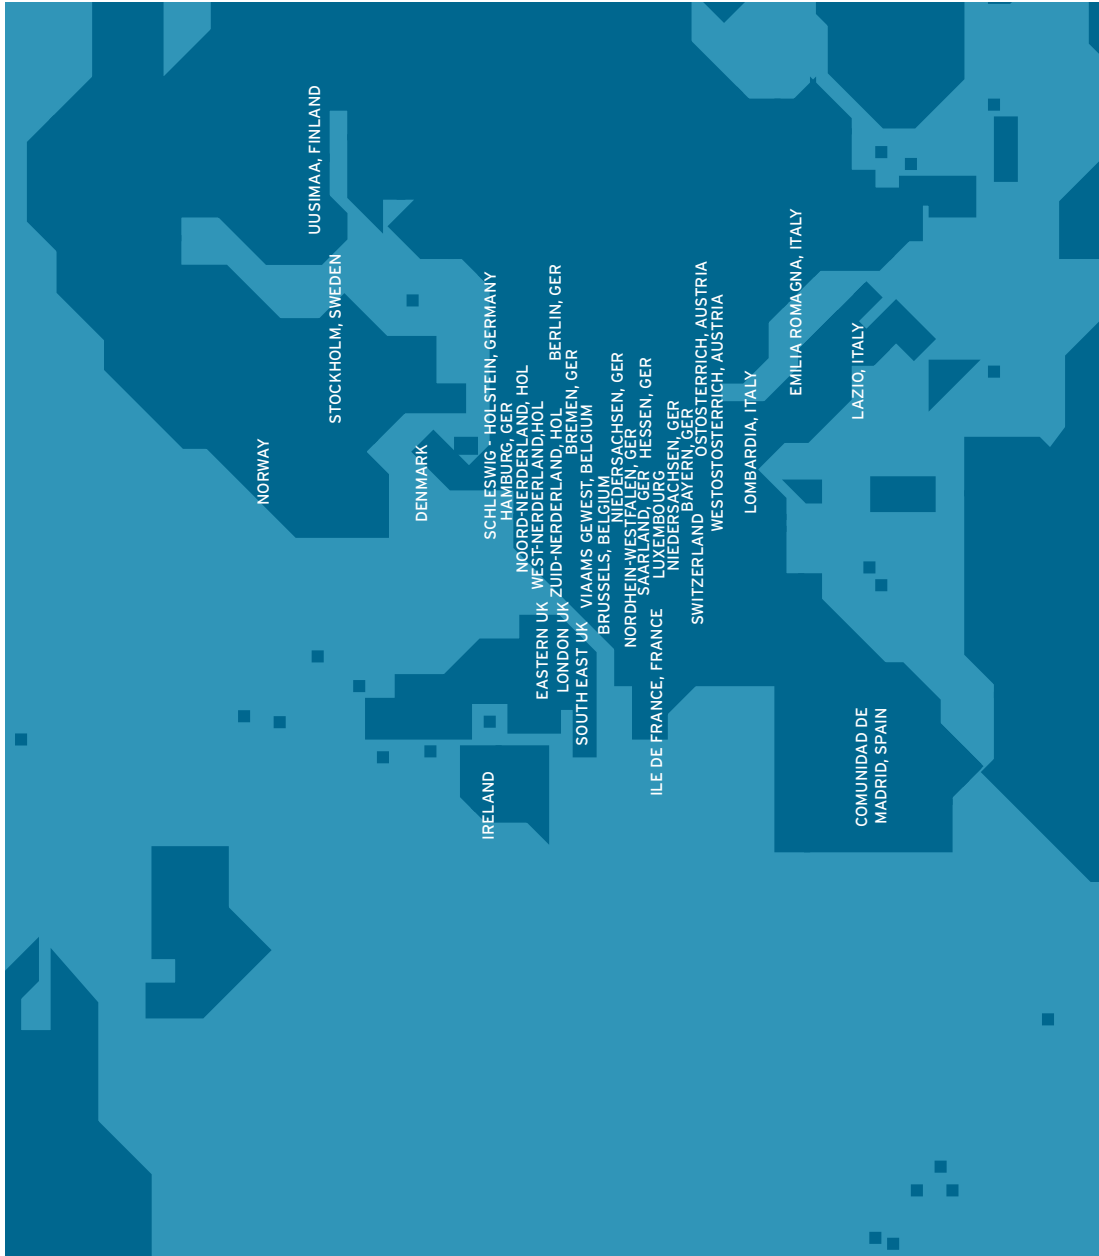 NORWAY
UUSIMAA, FINLAND
STOCKHOLM, SWEDEN
DENMARK
IRELAND
SCHLESWIG - HOLSTEIN, GERMANY
HAMBURG, GER
NOORD-NERDERLAND, HOL
WEST-NERDERLAND,HOL
EASTERN UK
BERLIN, GER
ZUID-NERDERLAND, HOL
LONDON UK
BREMEN, GER
SOUTH EAST UK
VIAAMS GEWEST, BELGIUM
BRUSSELS, BELGIUM
NIEDERSACHSEN, GER
NORDHEIN-WESTFALEN, GER
SAARLAND, GER
HESSEN, GER
LUXEMBOURG
ILE DE FRANCE, FRANCE
NIEDERSACHSEN, GER
BAYERN, GER
SWITZERLAND
OSTOSTERRICH, AUSTRIA
WESTOSTOSTERRICH, AUSTRIA
LOMBARDIA, ITALY
EMILIA ROMAGNA, ITALY
LAZIO, ITALY
COMUNIDAD DE
MADRID, SPAIN